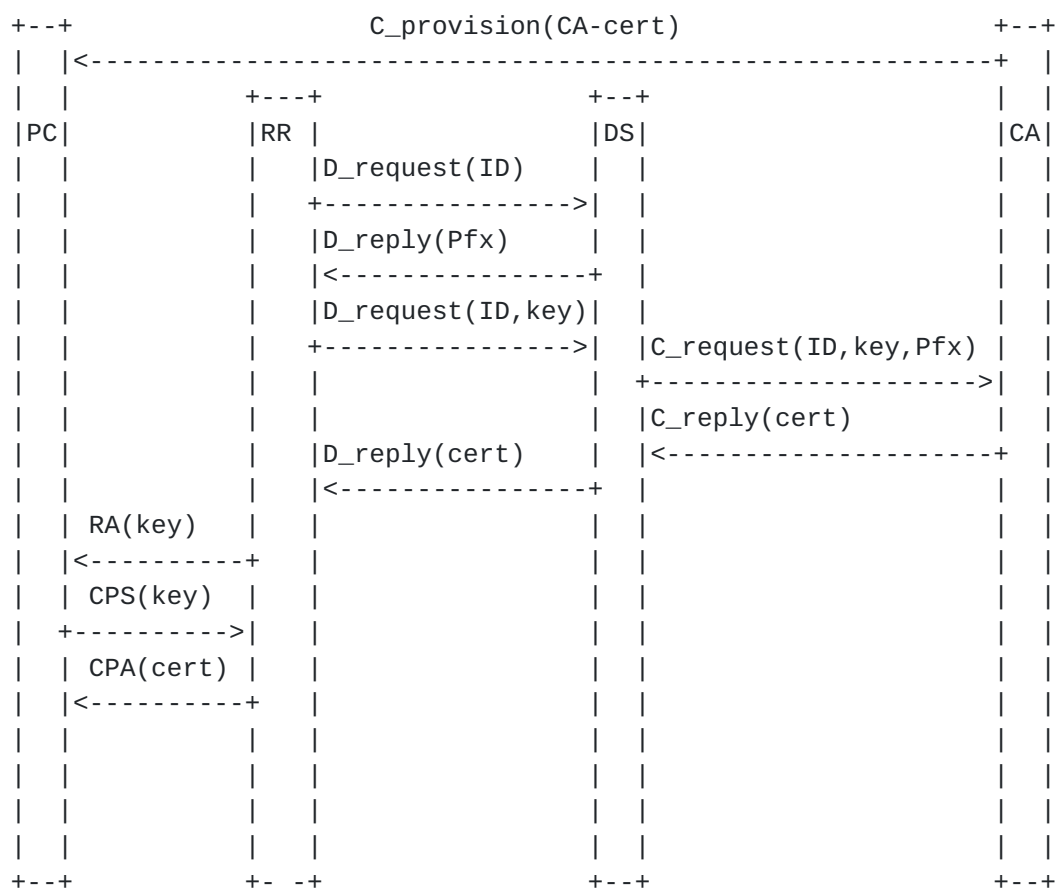 C_provision(CA-cert)
PC RR DS CA
D_request(ID)
D_reply(Pfx)
D_request(ID,key)
C_request(ID,key,Pfx)
C_reply(cert)
D_reply(cert)
RA(key)
CPS(key)
CPA(cert)